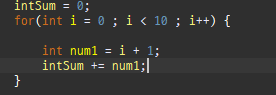 intSum = 0;
for(int i = 0 ; i < 10 ; i++) {
int num1 = i + 1;
intSum += num1;
}